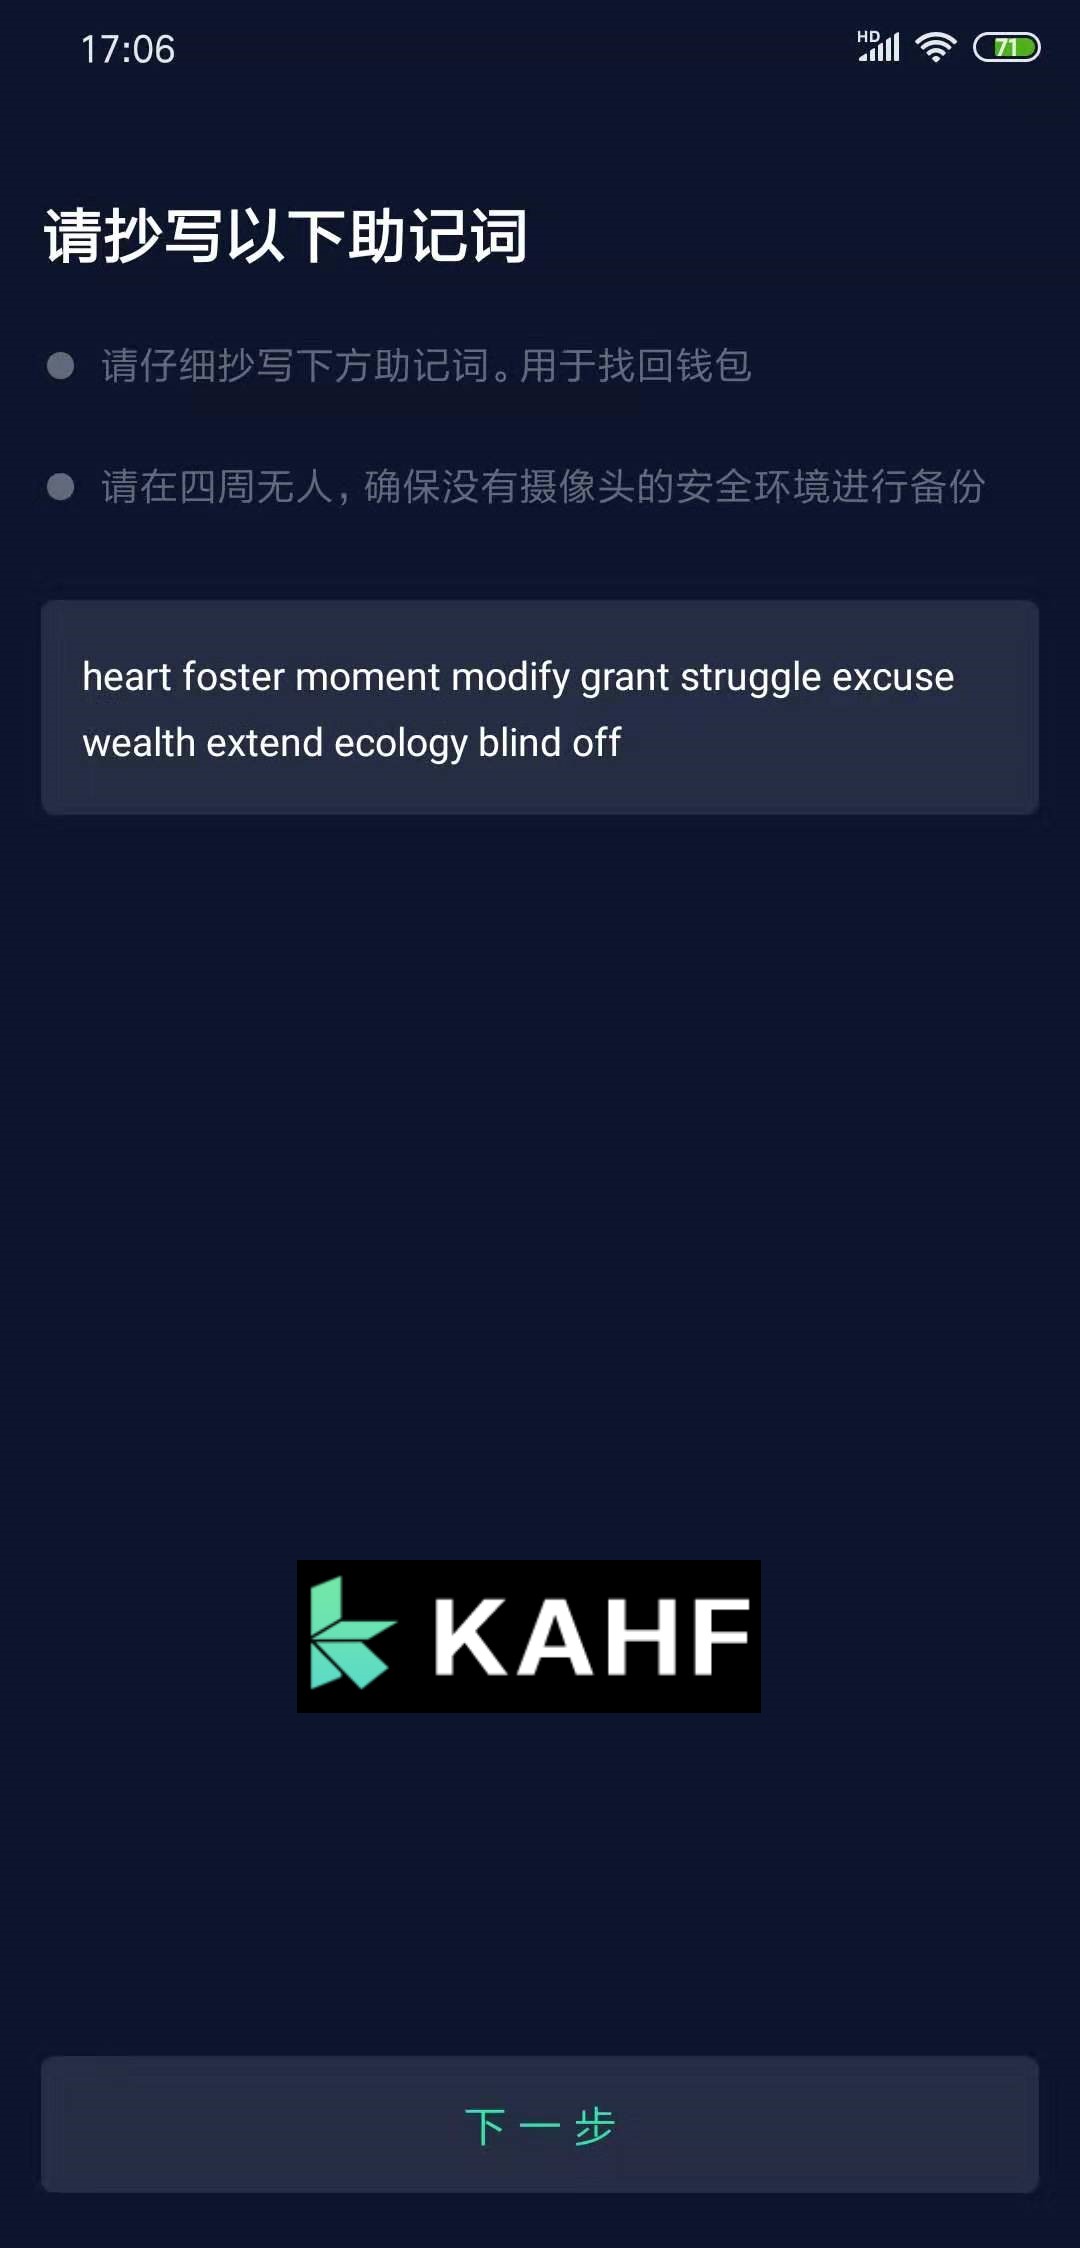 17:06
HD
71
请抄写以下助记词
请仔细抄写下方助记词。用于找回钱包
请在四周无人，确保没有摄像头的安全环境进行备份
heart foster moment modify grant struggle excuse
wealth extend ecology blind off
KAHF
下一步